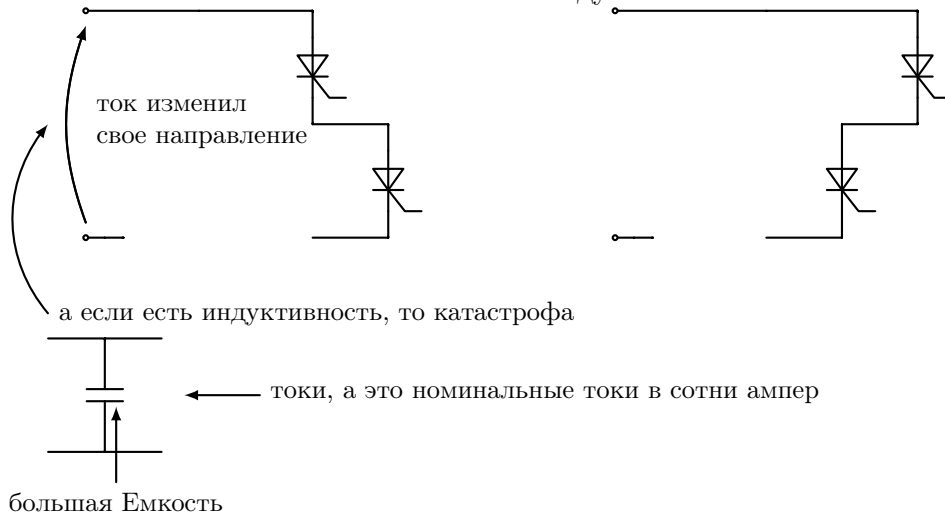 ток изменил
свое направление
а если есть индуктивность, то катастрофа
токи, а это номинальные токи в сотни ампер
большая Емкость